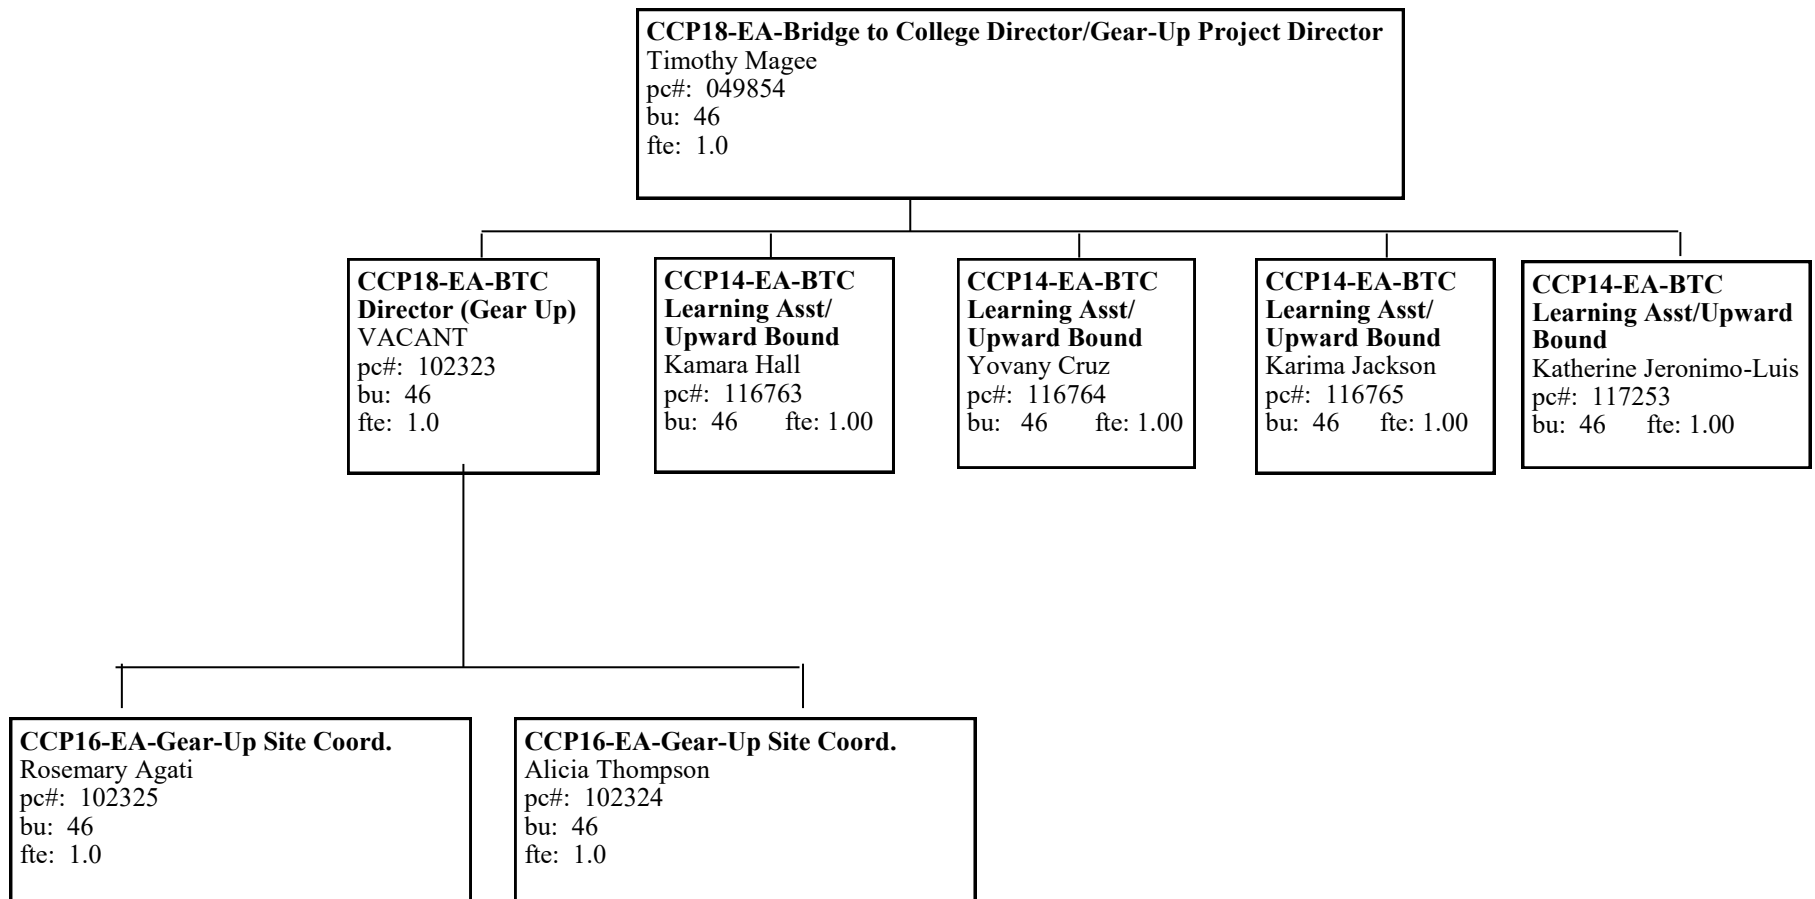 CCP18-EA-Bridge to College Director/Gear-Up Project Director
Timothy Magee
pc#: 049854
bu: 46
fte: 1.0
CCP18-EA-BTC
Director (Gear Up)
VACANT
pc#: 102323
bu: 46
fte: 1.0
CCP14-EA-BTC
Learning Asst/
Upward Bound
Kamara Hall
pc#: 116763
bu: 46 fte: 1.00
CCP14-EA-BTC
Learning Asst/
Upward Bound
Yovany Cruz
pc#: 116764
bu: 46 fte: 1.00
CCP14-EA-BTC
Learning Asst/
Upward Bound
Karima Jackson
pc#: 116765
bu: 46 fte: 1.00
CCP14-EA-BTC
Learning Asst/Upward
Bound
Katherine Jeronimo-Luis
pc#: 117253
bu: 46 fte: 1.00
CCP16-EA-Gear-Up Site Coord.
Rosemary Agati
pc#: 102325
bu: 46
fte: 1.0
CCP16-EA-Gear-Up Site Coord.
Alicia Thompson
pc#: 102324
bu: 46
fte: 1.0